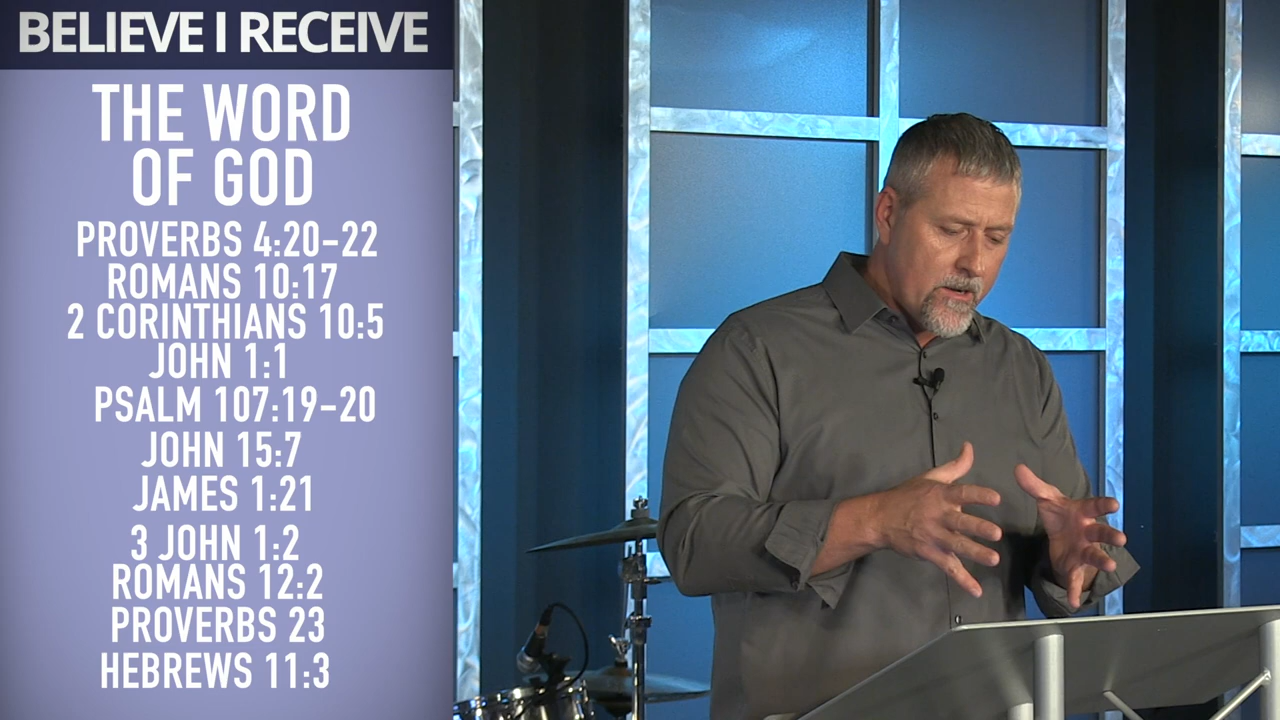 BELIEVE I RECEIVE
THE WORD
OF GOD
PROVERBS 4:20-22
ROMANS 10:17
2 CORINTHIANS 10:5
JOHN 1:1
PSALM 107:19-20
JOHN 15:7
JAMES 1:21
3 JOHN 1:2
ROMANS 12:2
PROVERBS 23
HEBREWS 11:3